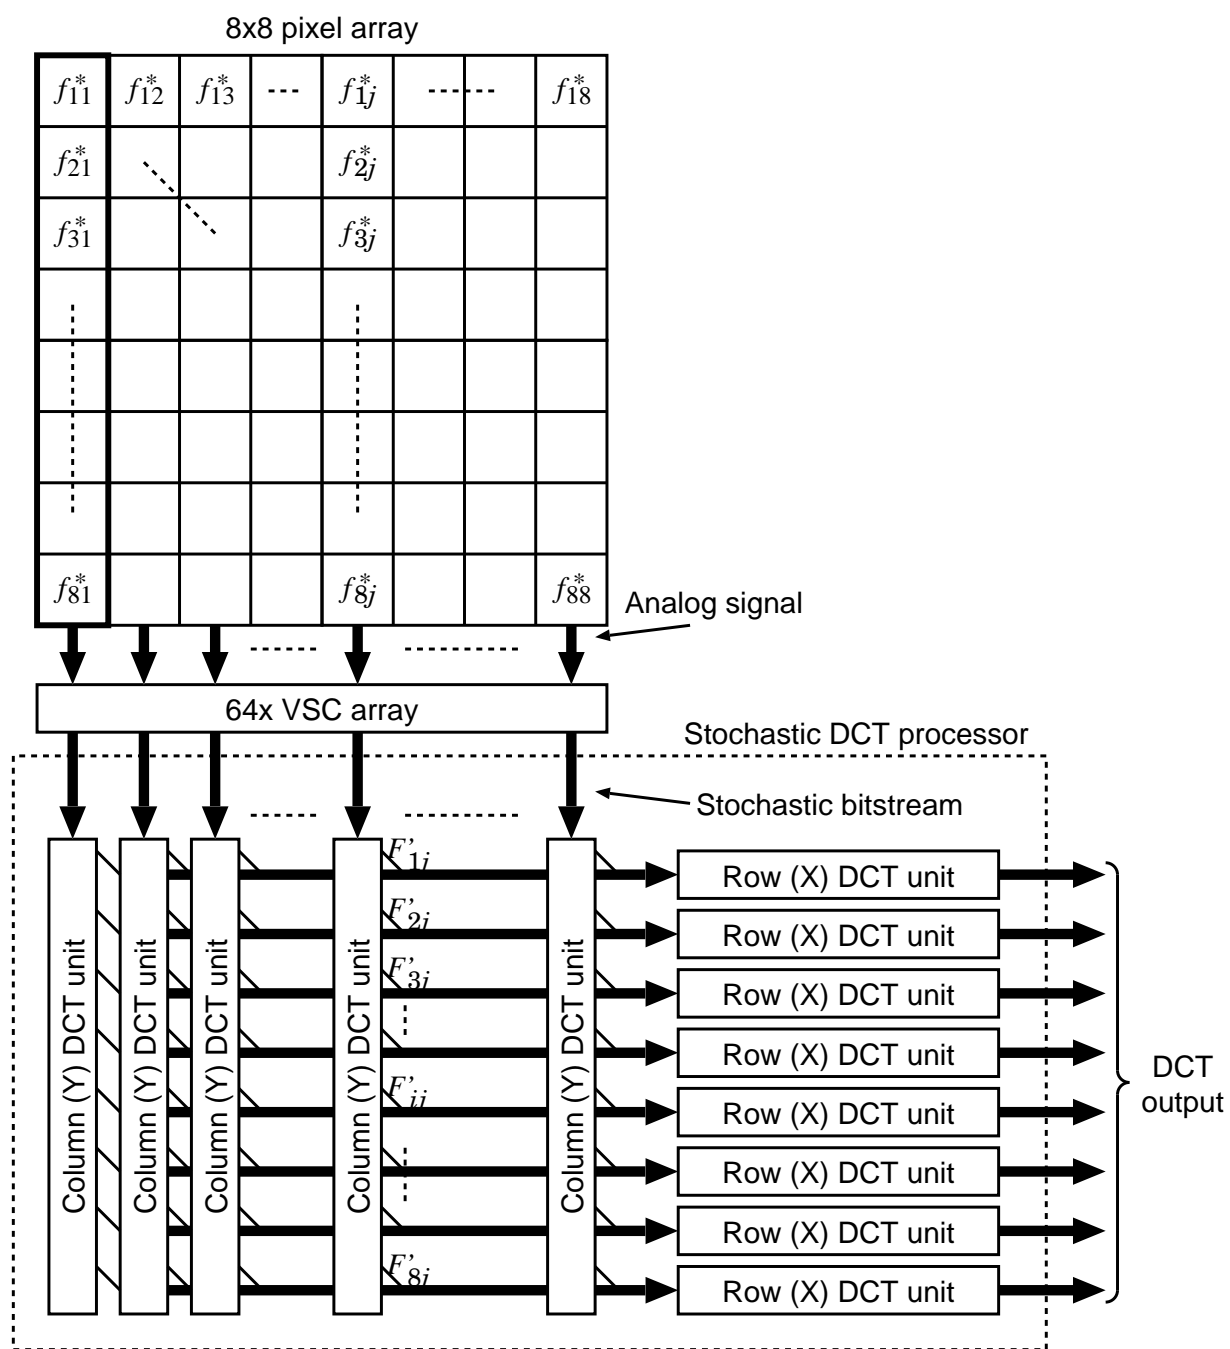 8x8 pixel array
f*11 f*12 f*13 f*1j f*18
f*21 f*2j
f*31 f*3j
f*81 f*8j f*88
Analog signal
64x VSC array
Stochastic DCT processor
Stochastic bitstream
F'1j
Row (X) DCT unit
F'2j
Row (X) DCT unit
F'3j
Row (X) DCT unit
Row (X) DCT unit
F'ij
Row (X) DCT unit
Row (X) DCT unit
Row (X) DCT unit
F'8j
Row (X) DCT unit
Column (Y) DCT unit
Column (Y) DCT unit
Column (Y) DCT unit
Column (Y) DCT unit
Column (Y) DCT unit
DCT
output